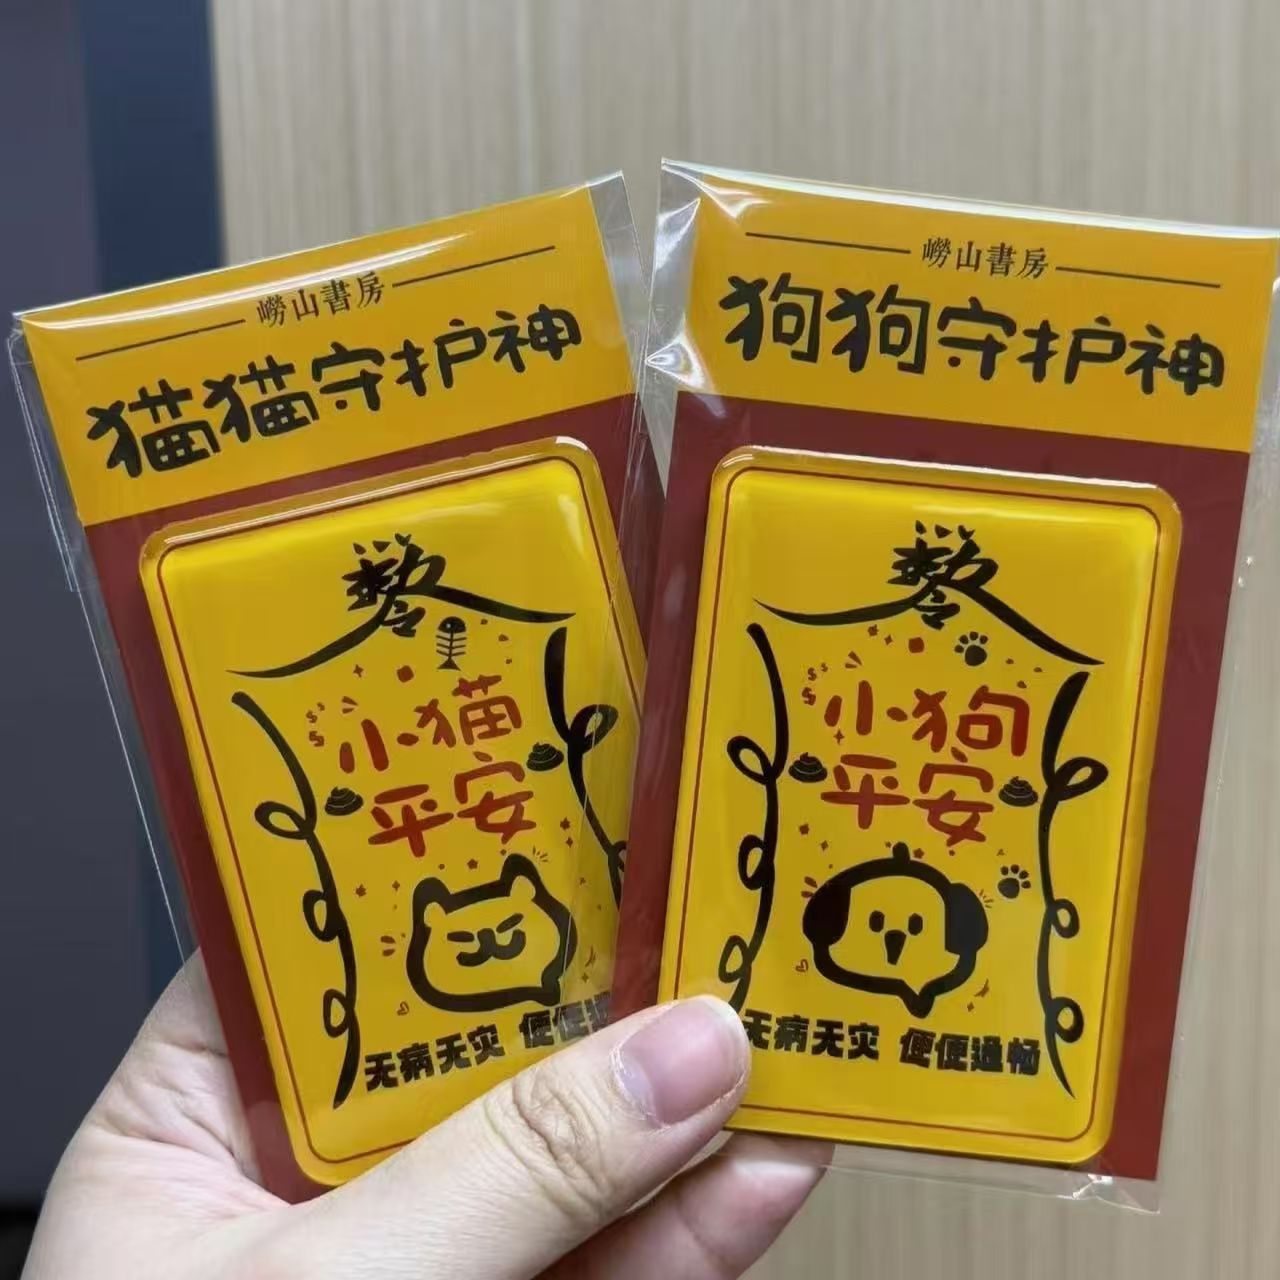 嶗山書房
猫猫守护神
小猫
平安
无病无灾 便便
嶗山書房
狗狗守护神
小狗
平安
无病无灾 便便通畅